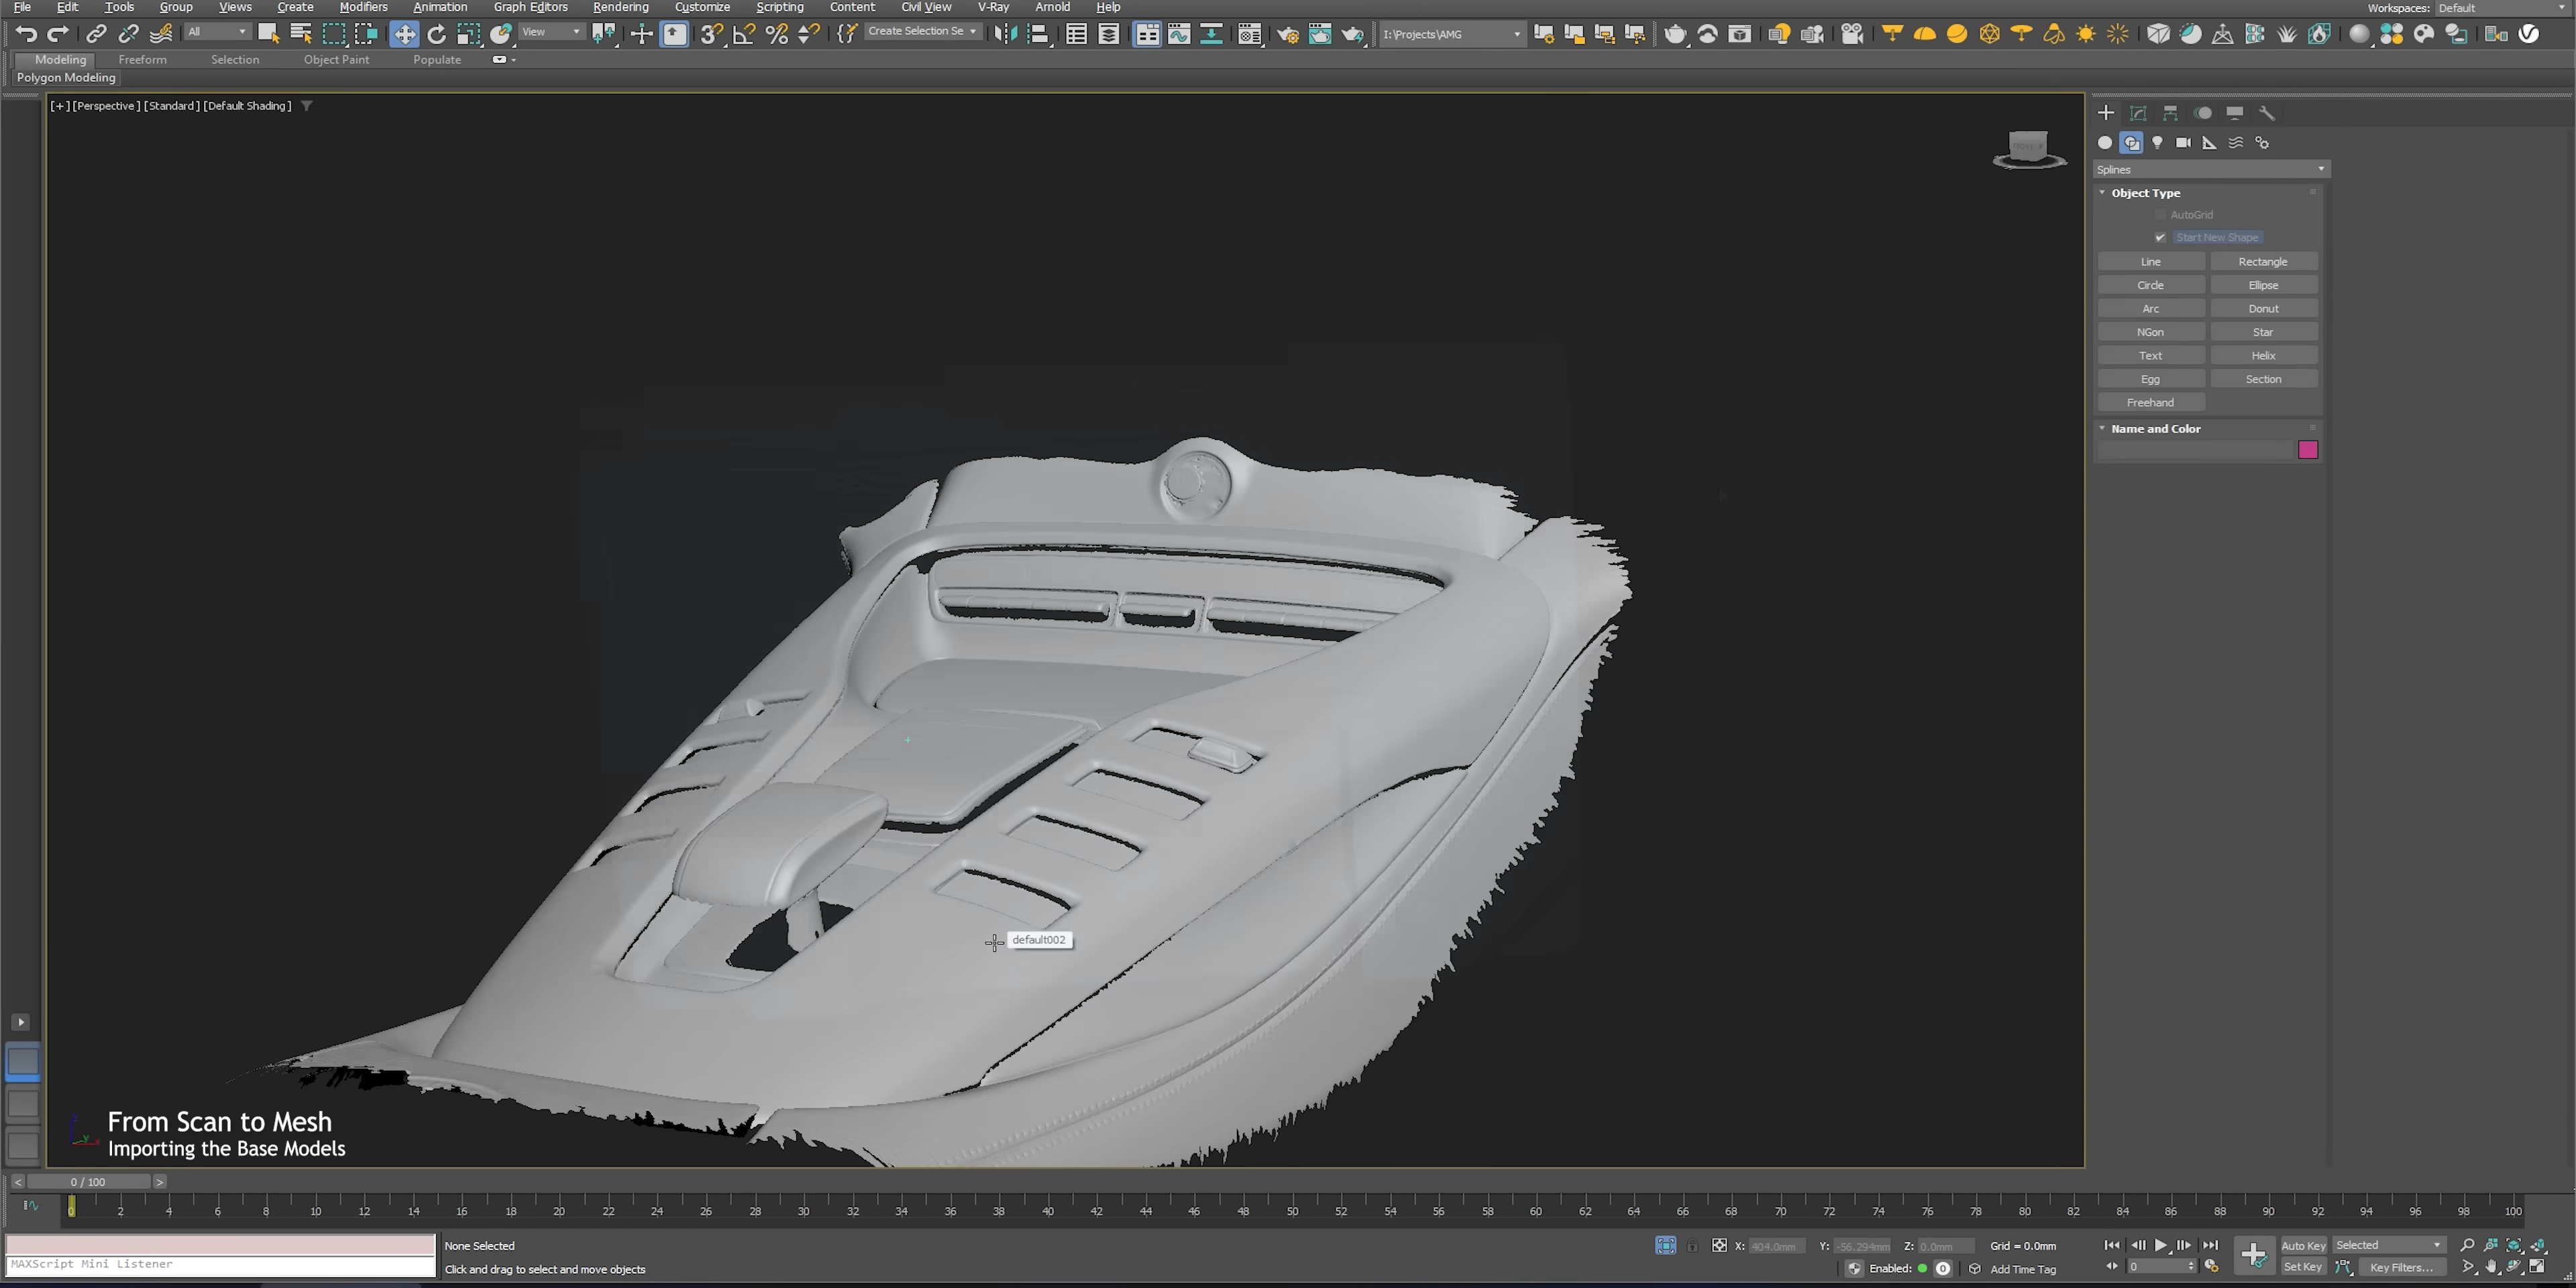 File Edit Tools Group Views Create Modifiers Animation Graph Editors Rendering Customize Scripting Content Civil View V-Ray Arnold Help Workspaces: Default
All View Create Selection Se I:\Projects\AMG
Modeling Freeform Selection Object Paint Populate
Polygon Modeling
[+] [Perspective] [Standard] [Default Shading]
Splines
Object Type
AutoGrid
Start New Shape
Line Rectangle
Circle Ellipse
Arc Donut
NGon Star
Text Helix
Egg Section
Freehand
Name and Color
default002
From Scan to Mesh
Importing the Base Models
< 0 / 100 >
0 2 4 6 8 10 12 14 16 18 20 22 24 26 28 30 32 34 36 38 40 42 44 46 48 50 52 54 56 58 60 62 64 66 68 70 72 74 76 78 80 82 84 86 88 90 92 94 96 98 100
None Selected X: 404.0mm Y: -56.294mm Z: 0.0mm Grid = 0.0mm Auto Key Selected
MAXScript Mini Listener Click and drag to select and move objects Enabled: 0 Add Time Tag 0 Set Key Key Filters...